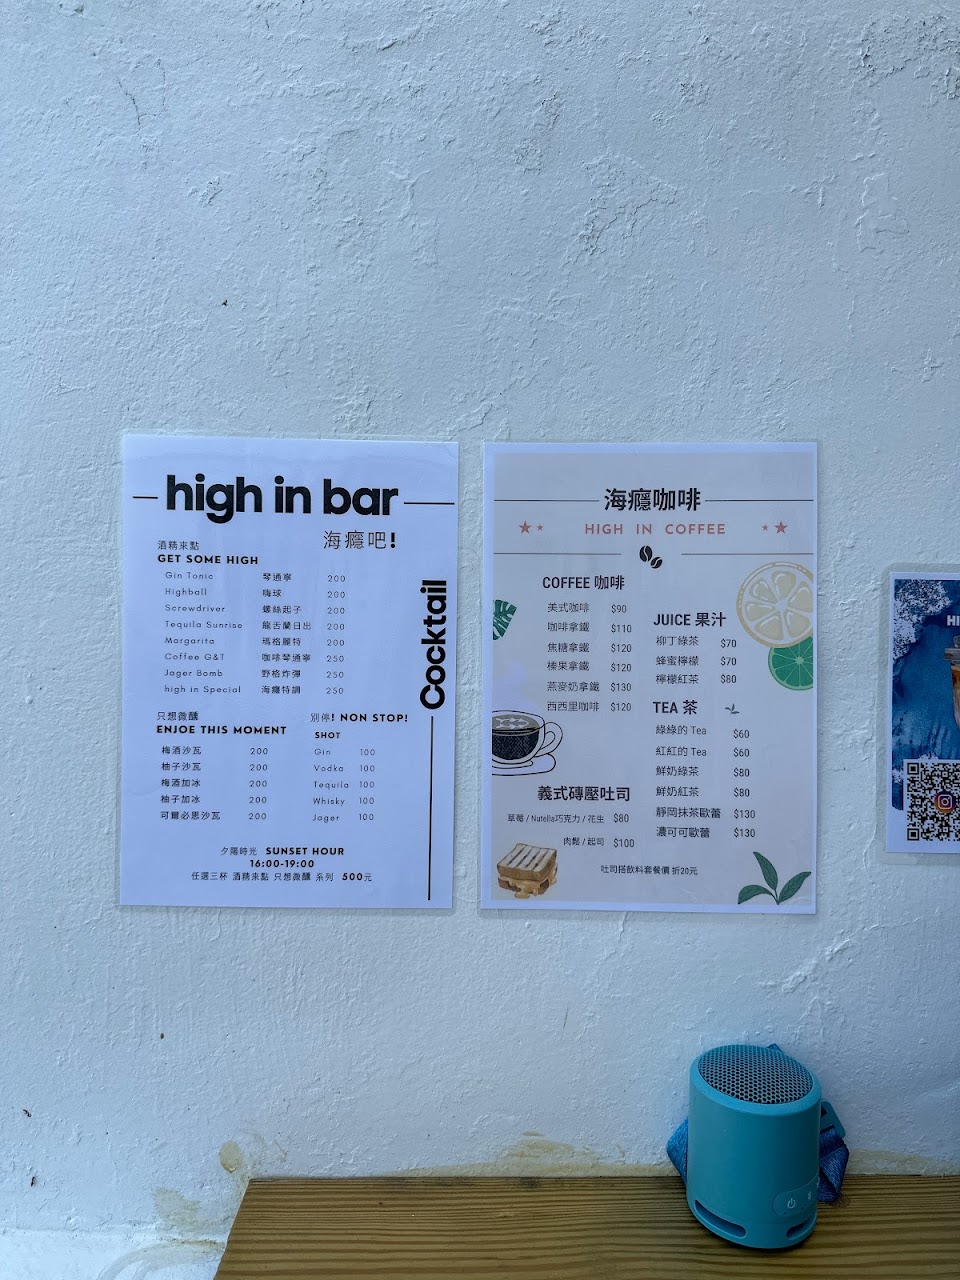 high in bar
海癮吧!
酒精來點
GET SOME HIGH
Gin Tonic 琴通寧 200
Highball 嗨球 200
Screwdriver 螺絲起子 200
Tequila Sunrise 龍舌蘭日出 200
Margarita 瑪格麗特 200
Coffee G&T 咖啡琴通寧 250
Jager Bomb 野格炸彈 250
high in Special 海癮特調 250
Cocktail
只想微醺
ENJOE THIS MOMENT
梅酒沙瓦 200
柚子沙瓦 200
梅酒加冰 200
柚子加冰 200
可爾必思沙瓦 200
別停! NON STOP!
SHOT
Gin 100
Vodka 100
Tequila 100
Whisky 100
Jager 100
夕陽時光 SUNSET HOUR
16:00-19:00
任選三杯 酒精來點 只想微醺 系列 500元
海癮咖啡
HIGH IN COFFEE
COFFEE 咖啡
美式咖啡 $90
咖啡拿鐵 $110
焦糖拿鐵 $120
榛果拿鐵 $120
燕麥奶拿鐵 $130
西西里咖啡 $120
JUICE 果汁
柳丁綠茶 $70
蜂蜜檸檬 $70
檸檬紅茶 $80
TEA 茶
綠綠的 Tea $60
紅紅的 Tea $60
鮮奶綠茶 $80
鮮奶紅茶 $80
靜岡抹茶歐蕾 $130
濃可可歐蕾 $130
義式磚壓吐司
草莓 / Nutella巧克力 / 花生 $80
肉鬆 / 起司 $100
吐司搭飲料套餐價 折20元